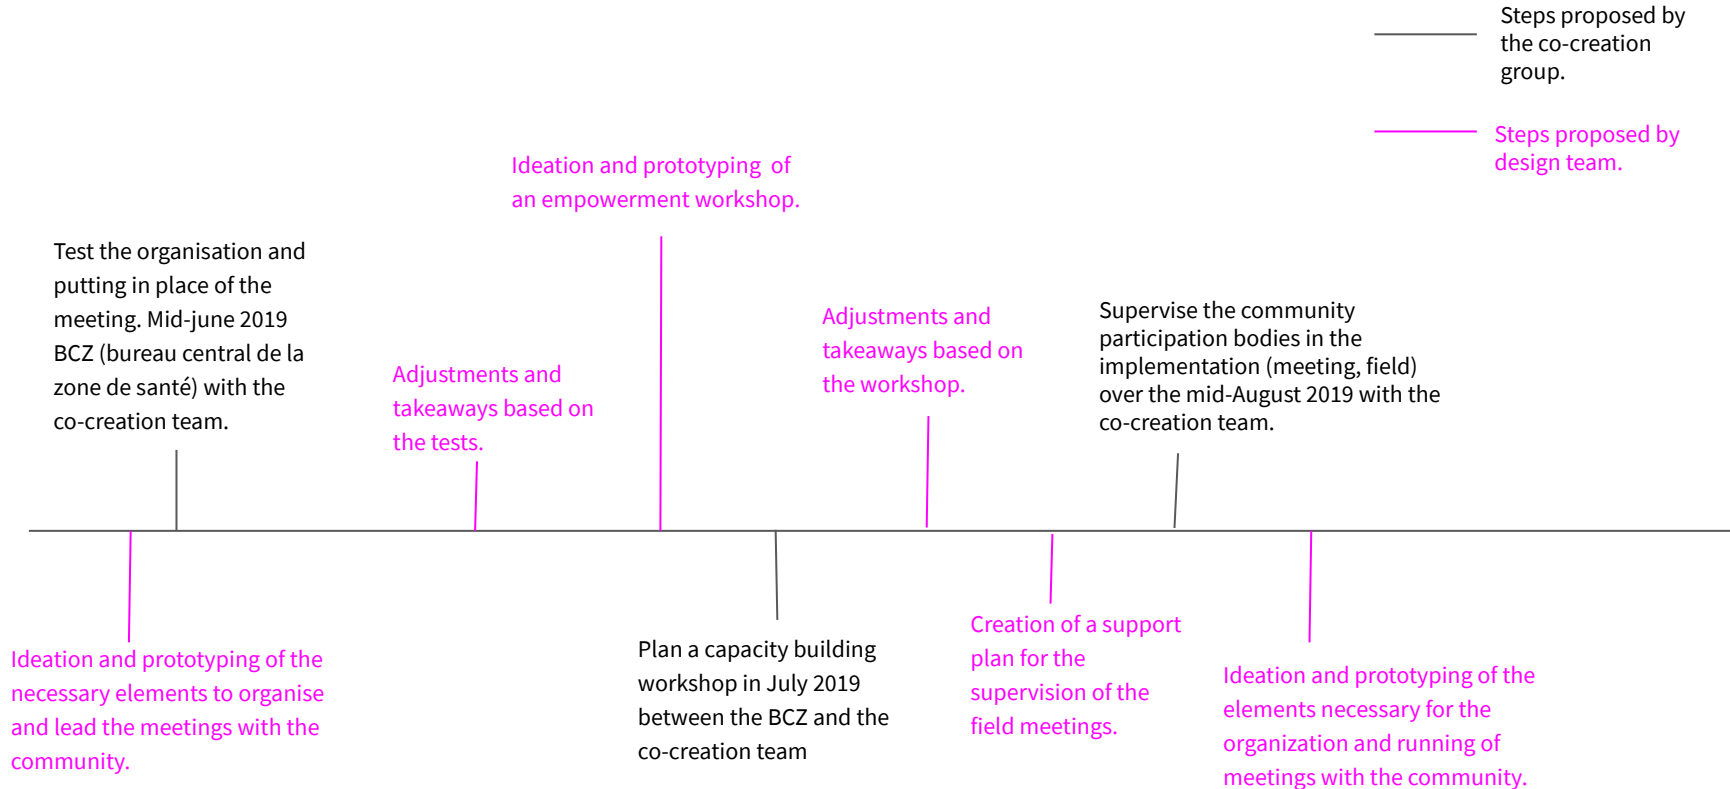 Steps proposed by
the co-creation
group.
Steps proposed by
design team.
Ideation and prototyping of
an empowerment workshop.
Test the organisation and
putting in place of the
meeting. Mid-june 2019
BCZ (bureau central de la
zone de santé) with the
co-creation team.
Adjustments and
takeaways based on
the tests.
Adjustments and
takeaways based on
the workshop.
Supervise the community
participation bodies in the
implementation (meeting, field)
over the mid-August 2019 with the
co-creation team.
Ideation and prototyping of the
necessary elements to organise
and lead the meetings with the
community.
Plan a capacity building
workshop in July 2019
between the BCZ and the
co-creation team
Creation of a support
plan for the
supervision of the
field meetings.
Ideation and prototyping of the
elements necessary for the
organization and running of
meetings with the community.